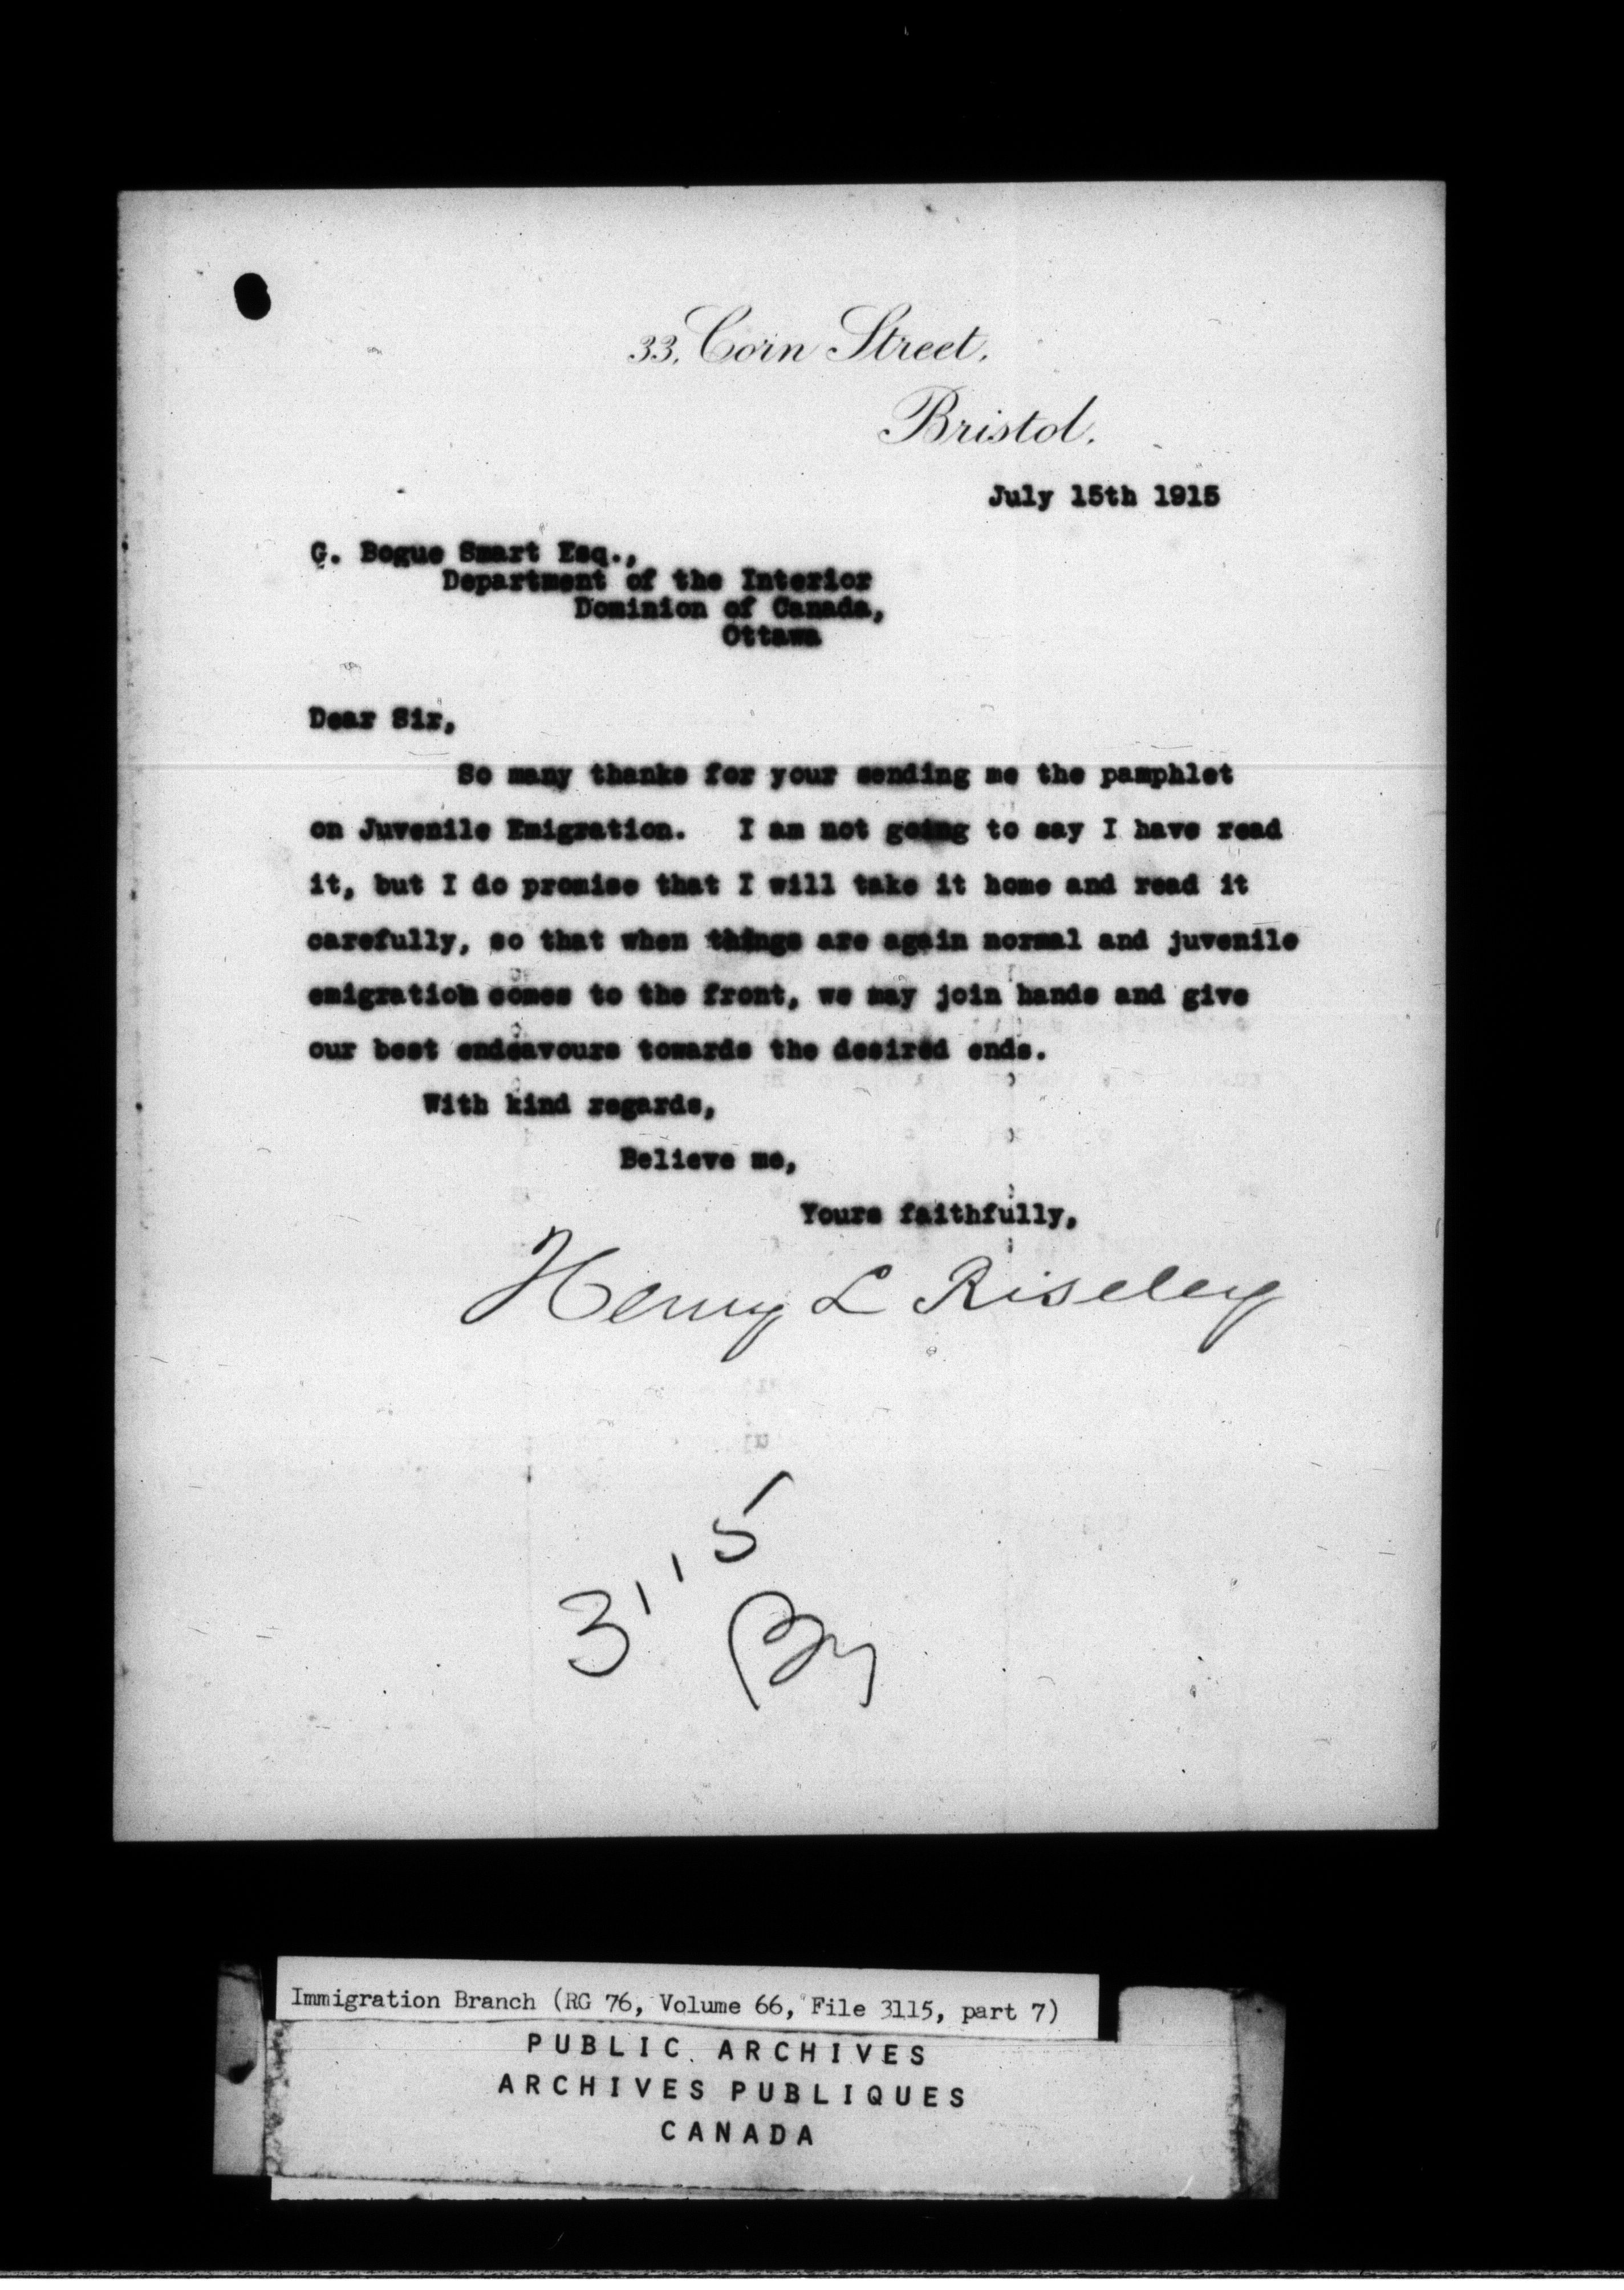 33, Corn Street,
Bristol.
July 15th 1915
G. Bogue Smart Esq.,
Department of the Interior
Dominion of Canada,
Ottawa
Dear Sir,
So many thanks for your sending me the pamphlet
on Juvenile Emigration. I am not going to say I have read
it, but I do promise that I will take it home and read it
carefully, so that when things are again normal and juvenile
emigration comes to the front, we may join hands and give
our best endeavours towards the desired ends.
With kind regards,
Believe me,
Yours faithfully,
Henry L Riseley
3115
Immigration Branch (RG 76, Volume 66, File 3115, part 7)
PUBLIC ARCHIVES
ARCHIVES PUBLIQUES
CANADA